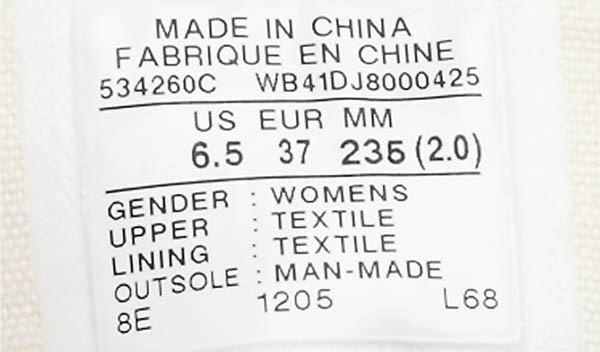 MADE IN CHINA
FABRIQUE EN CHINE
534260C WB41DJ8000425
US EUR MM
6.5 37 235 (2.0)
GENDER : WOMENS
UPPER : TEXTILE
LINING : TEXTILE
OUTSOLE : MAN-MADE
8E 1205 L68